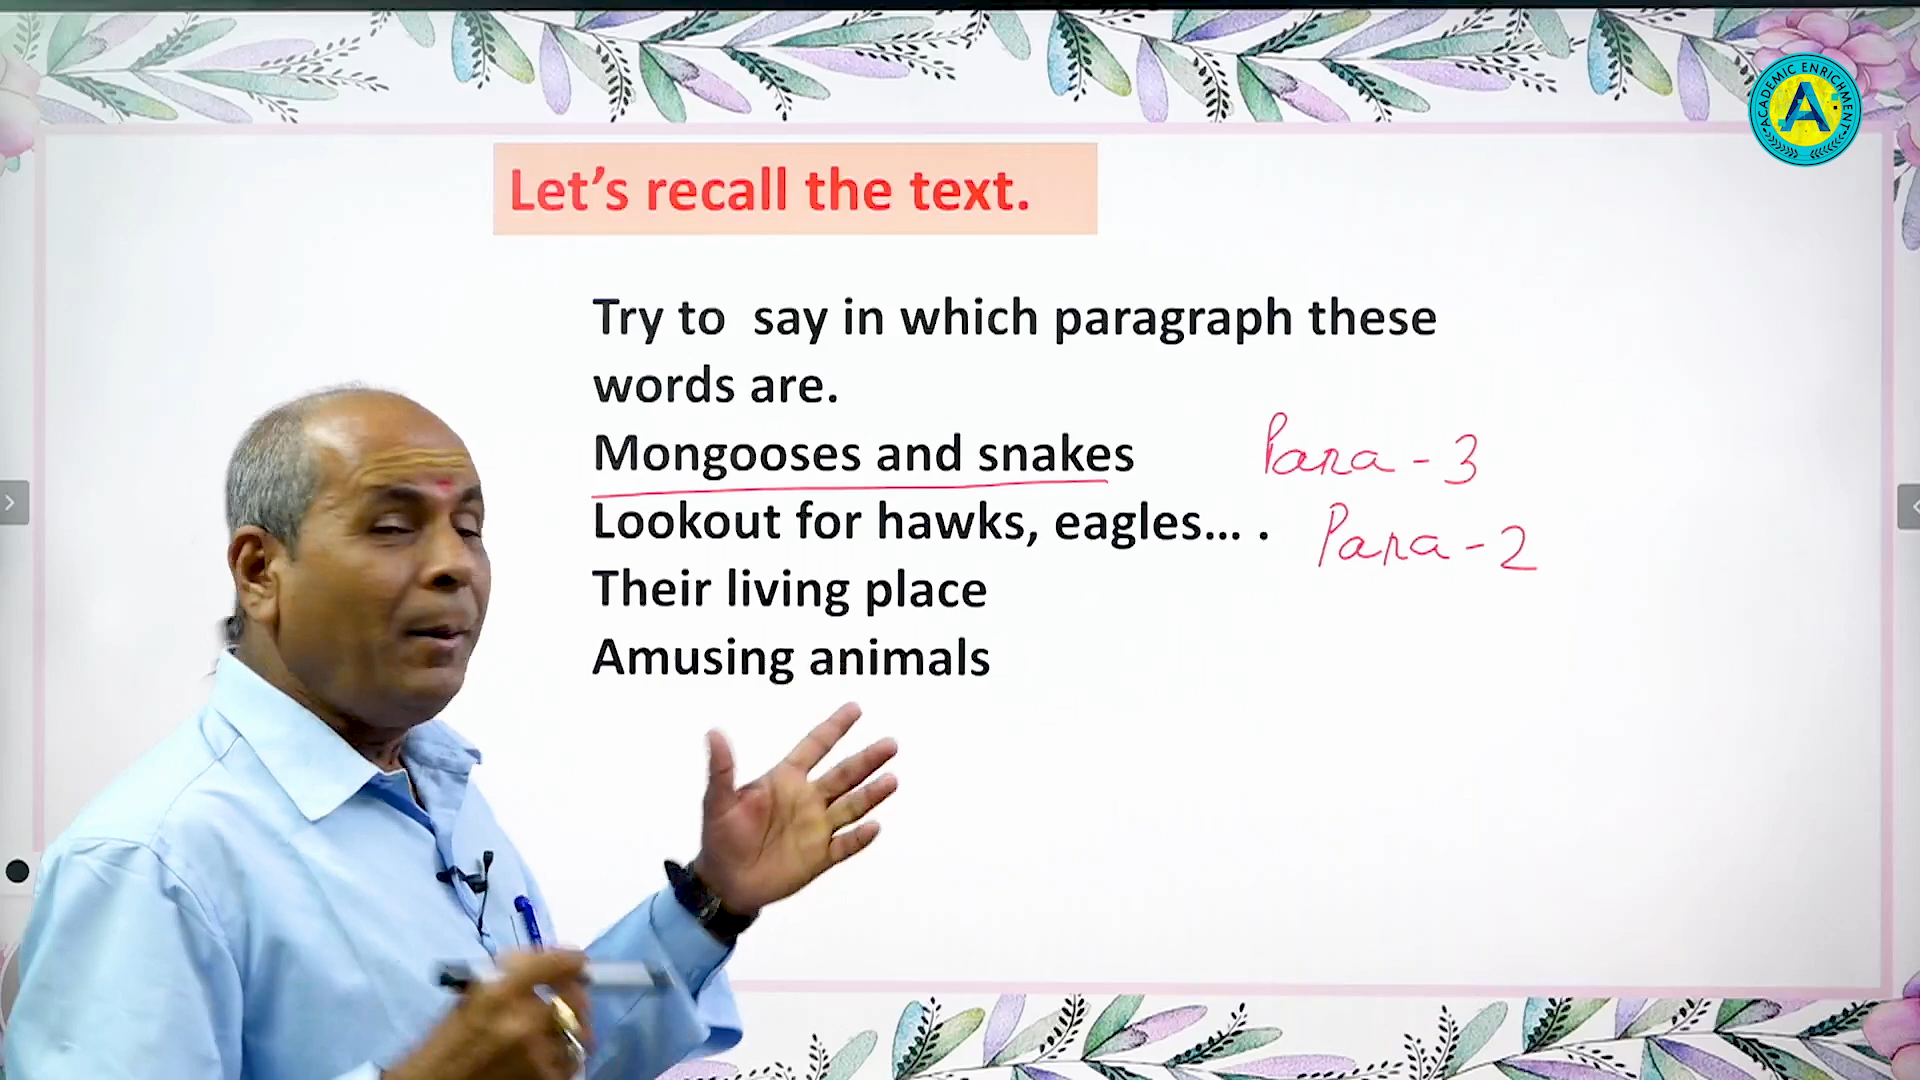 ACADEMIC ENRICHMENT
A
Let's recall the text.
Try to say in which paragraph these
words are.
Mongooses and snakes Para - 3
Lookout for hawks, eagles... . Para - 2
Their living place
Amusing animals